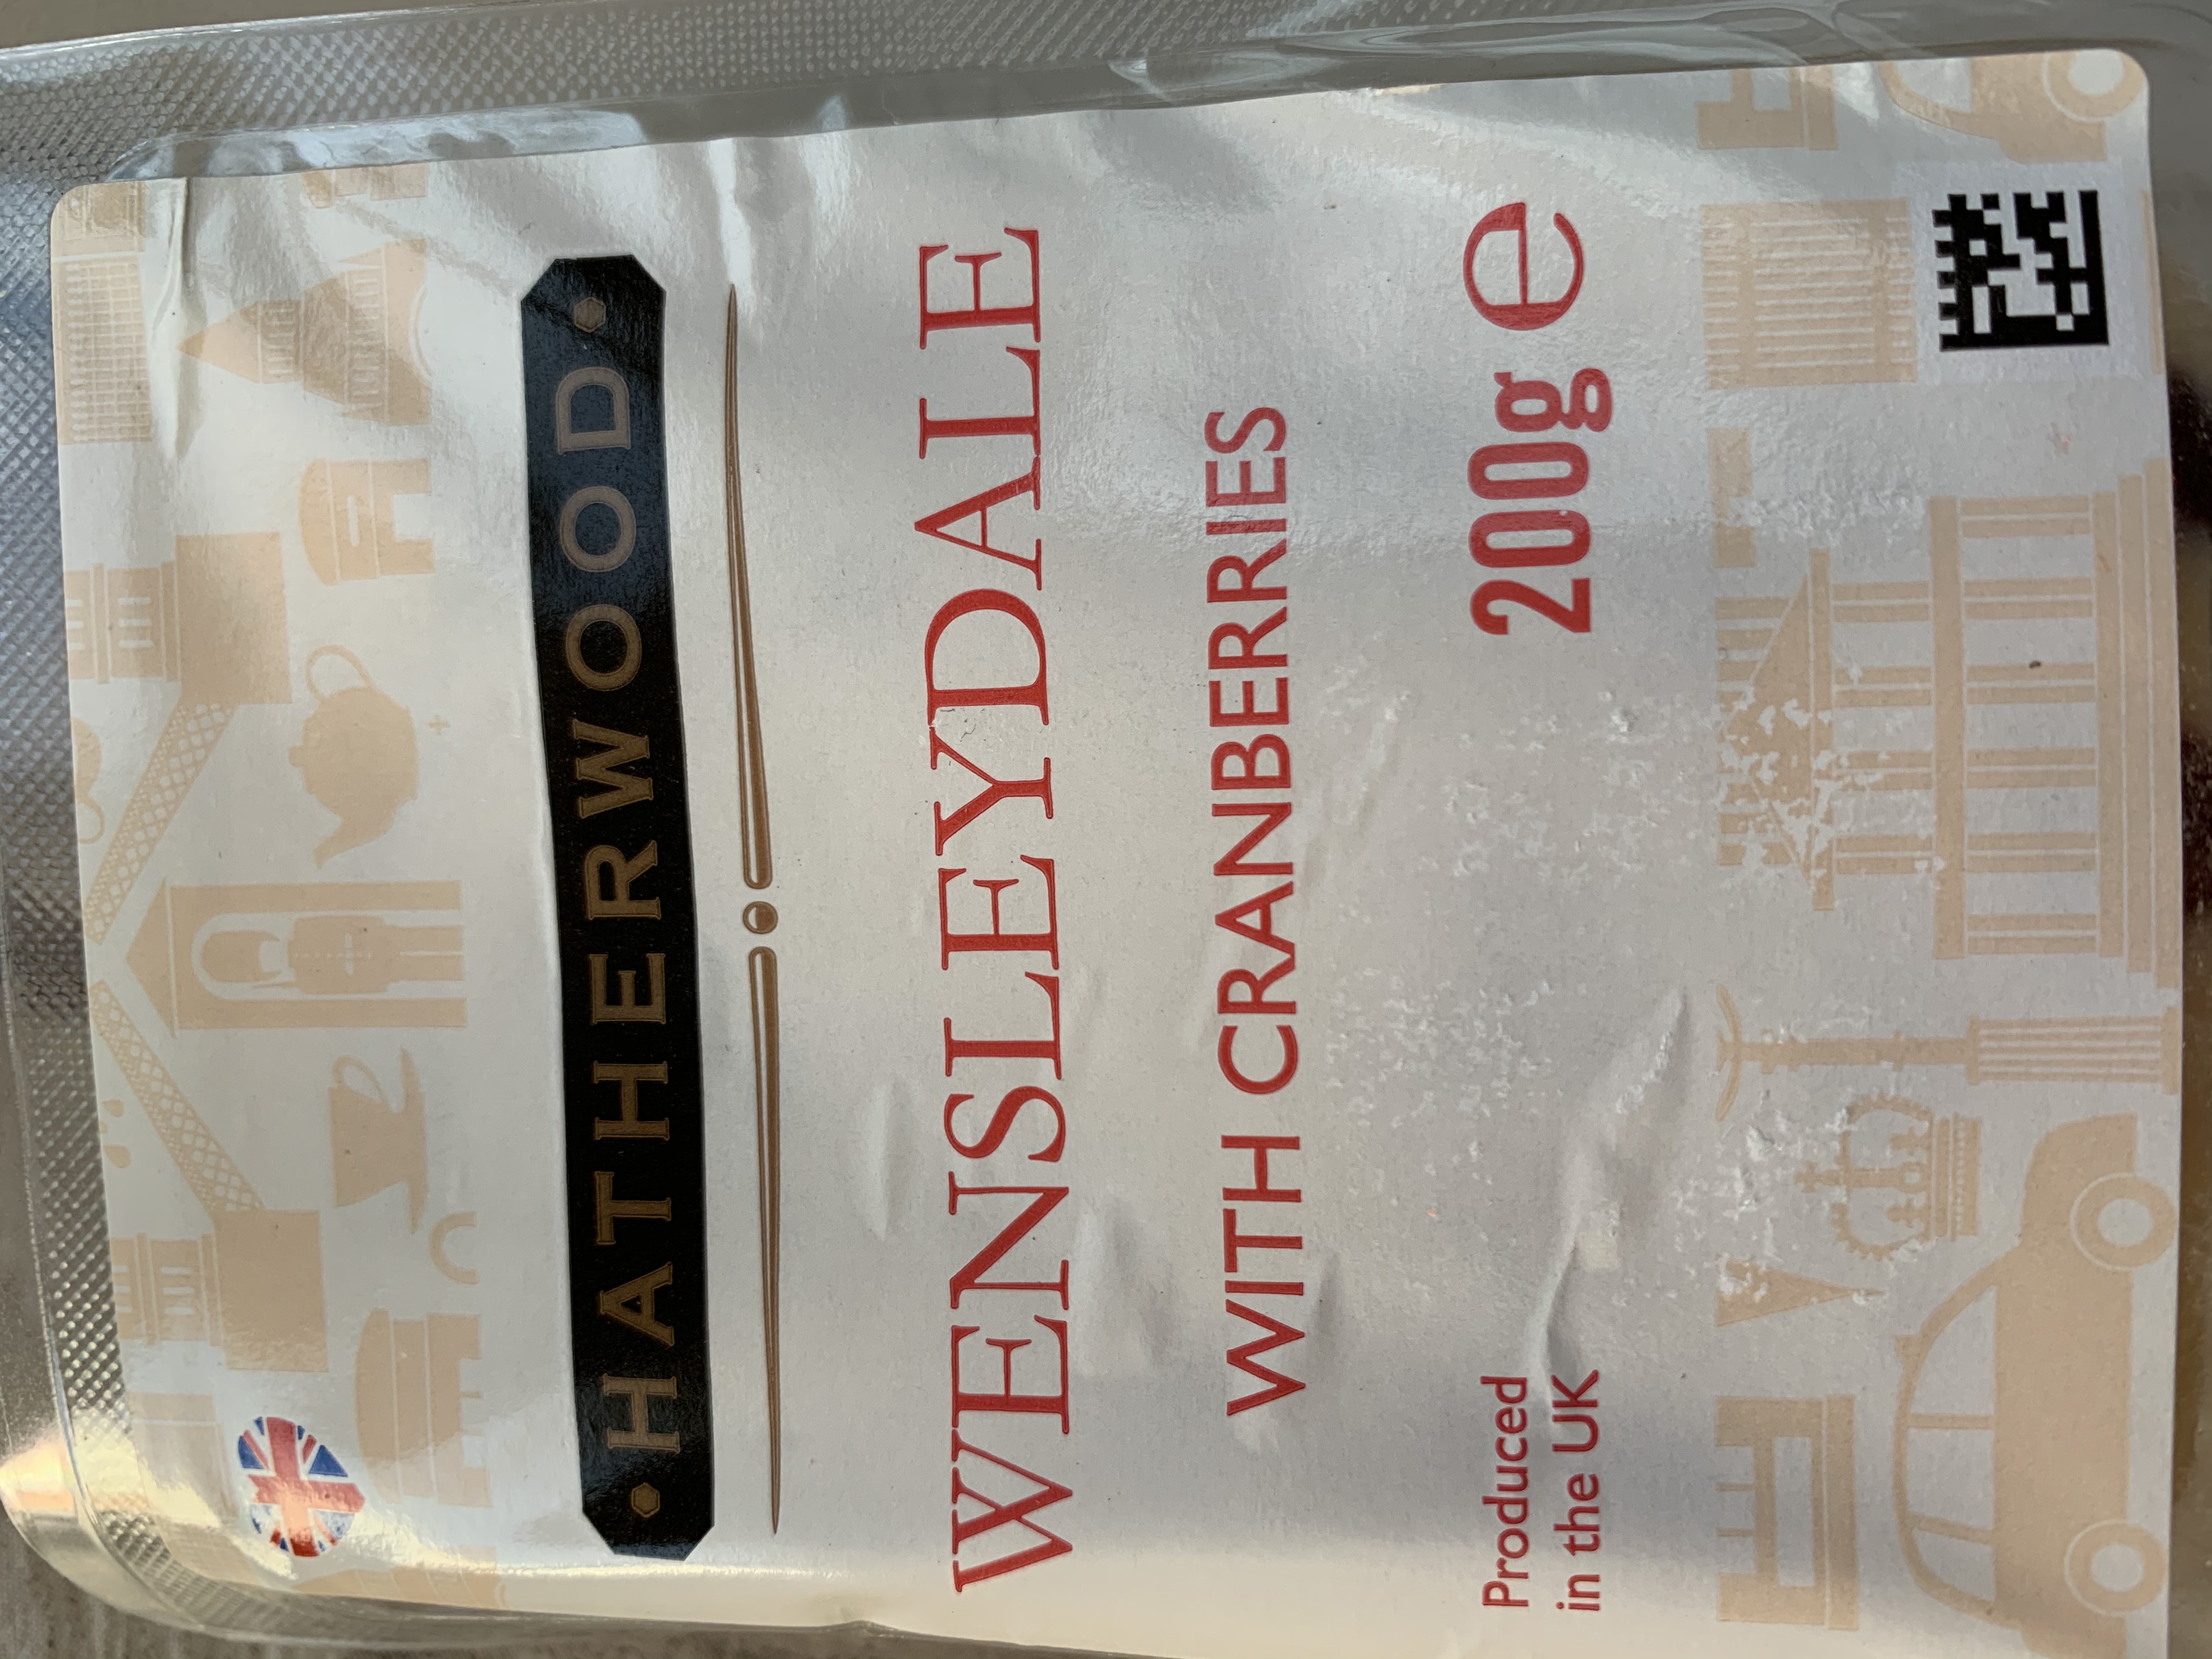 HATHERWOOD
WENSLEYDALE
WITH CRANBERRIES
Produced
in the UK
200g e